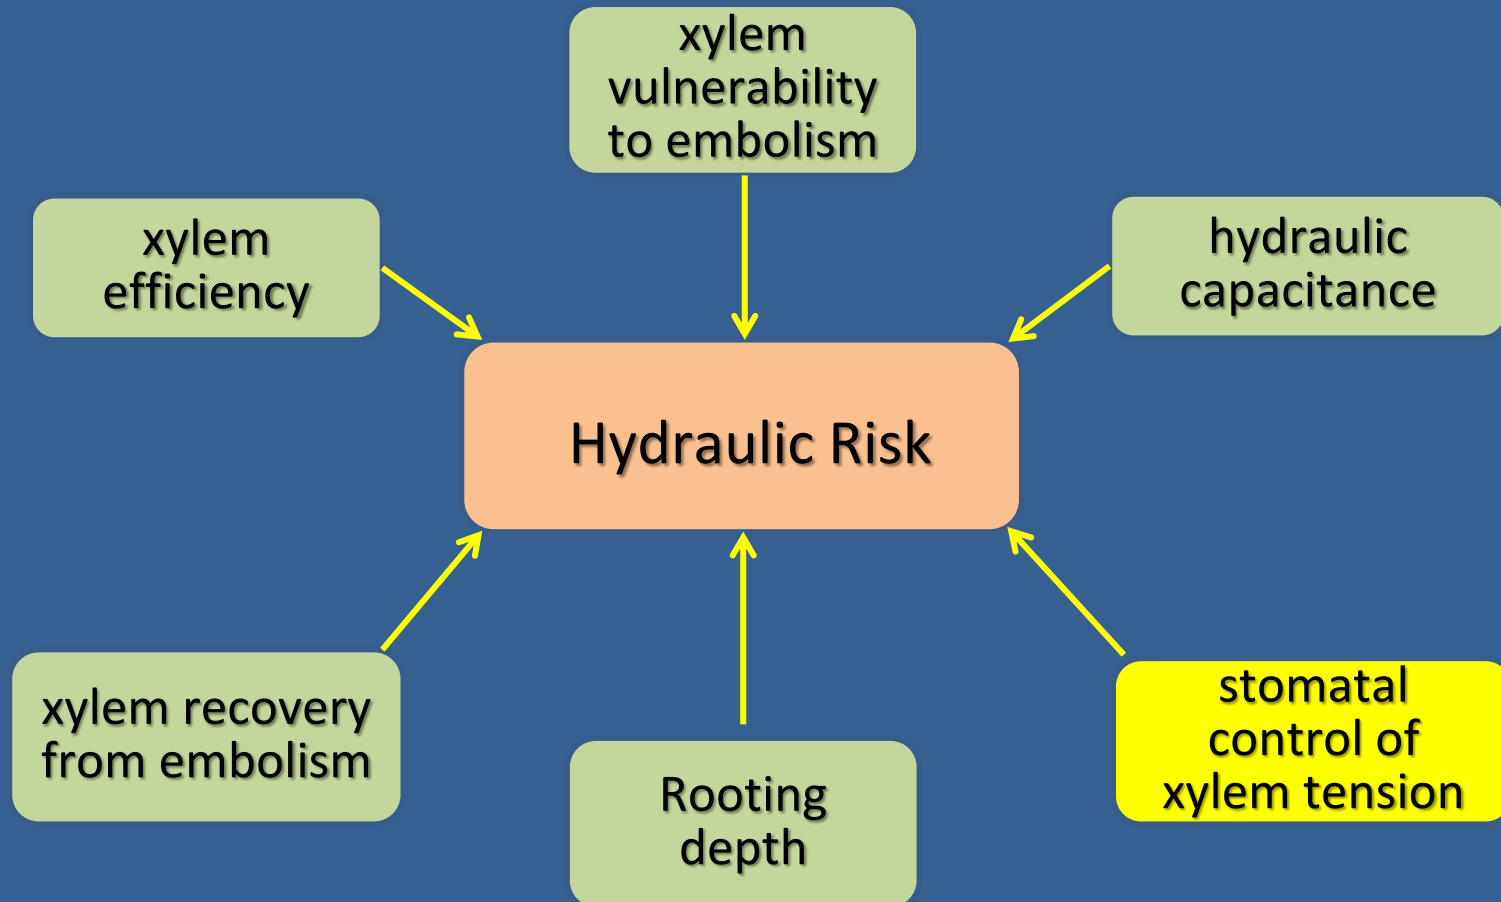 xylem
vulnerability
to embolism
xylem
efficiency
hydraulic
capacitance
Hydraulic Risk
xylem recovery
from embolism
Rooting
depth
stomatal
control of
xylem tension